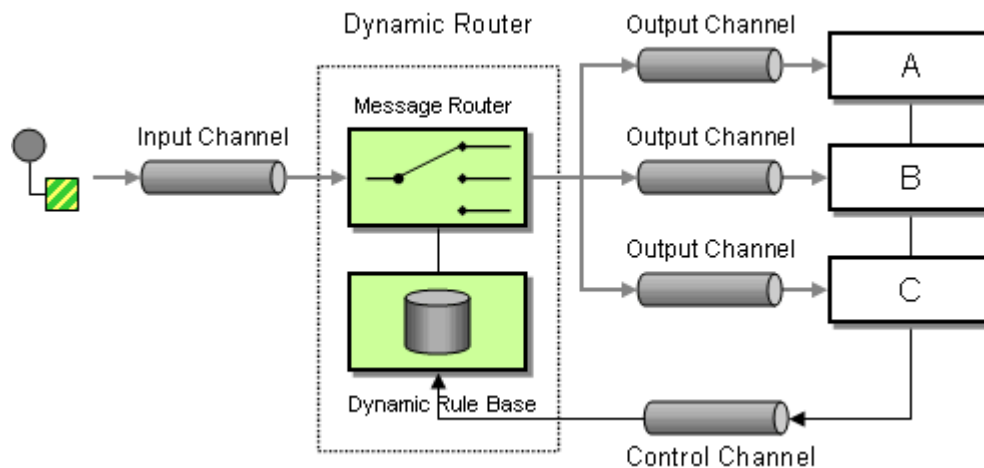 Dynamic Router
Output Channel
A
Message Router
Input Channel
Output Channel
B
Output Channel
C
Dynamic Rule Base
Control Channel